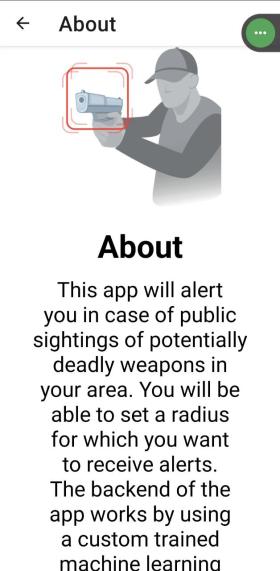 About
About
This app will alert
you in case of public
sightings of potentially
deadly weapons in
your area. You will be
able to set a radius
for which you want
to receive alerts.
The backend of the
app works by using
a custom trained
machine learning